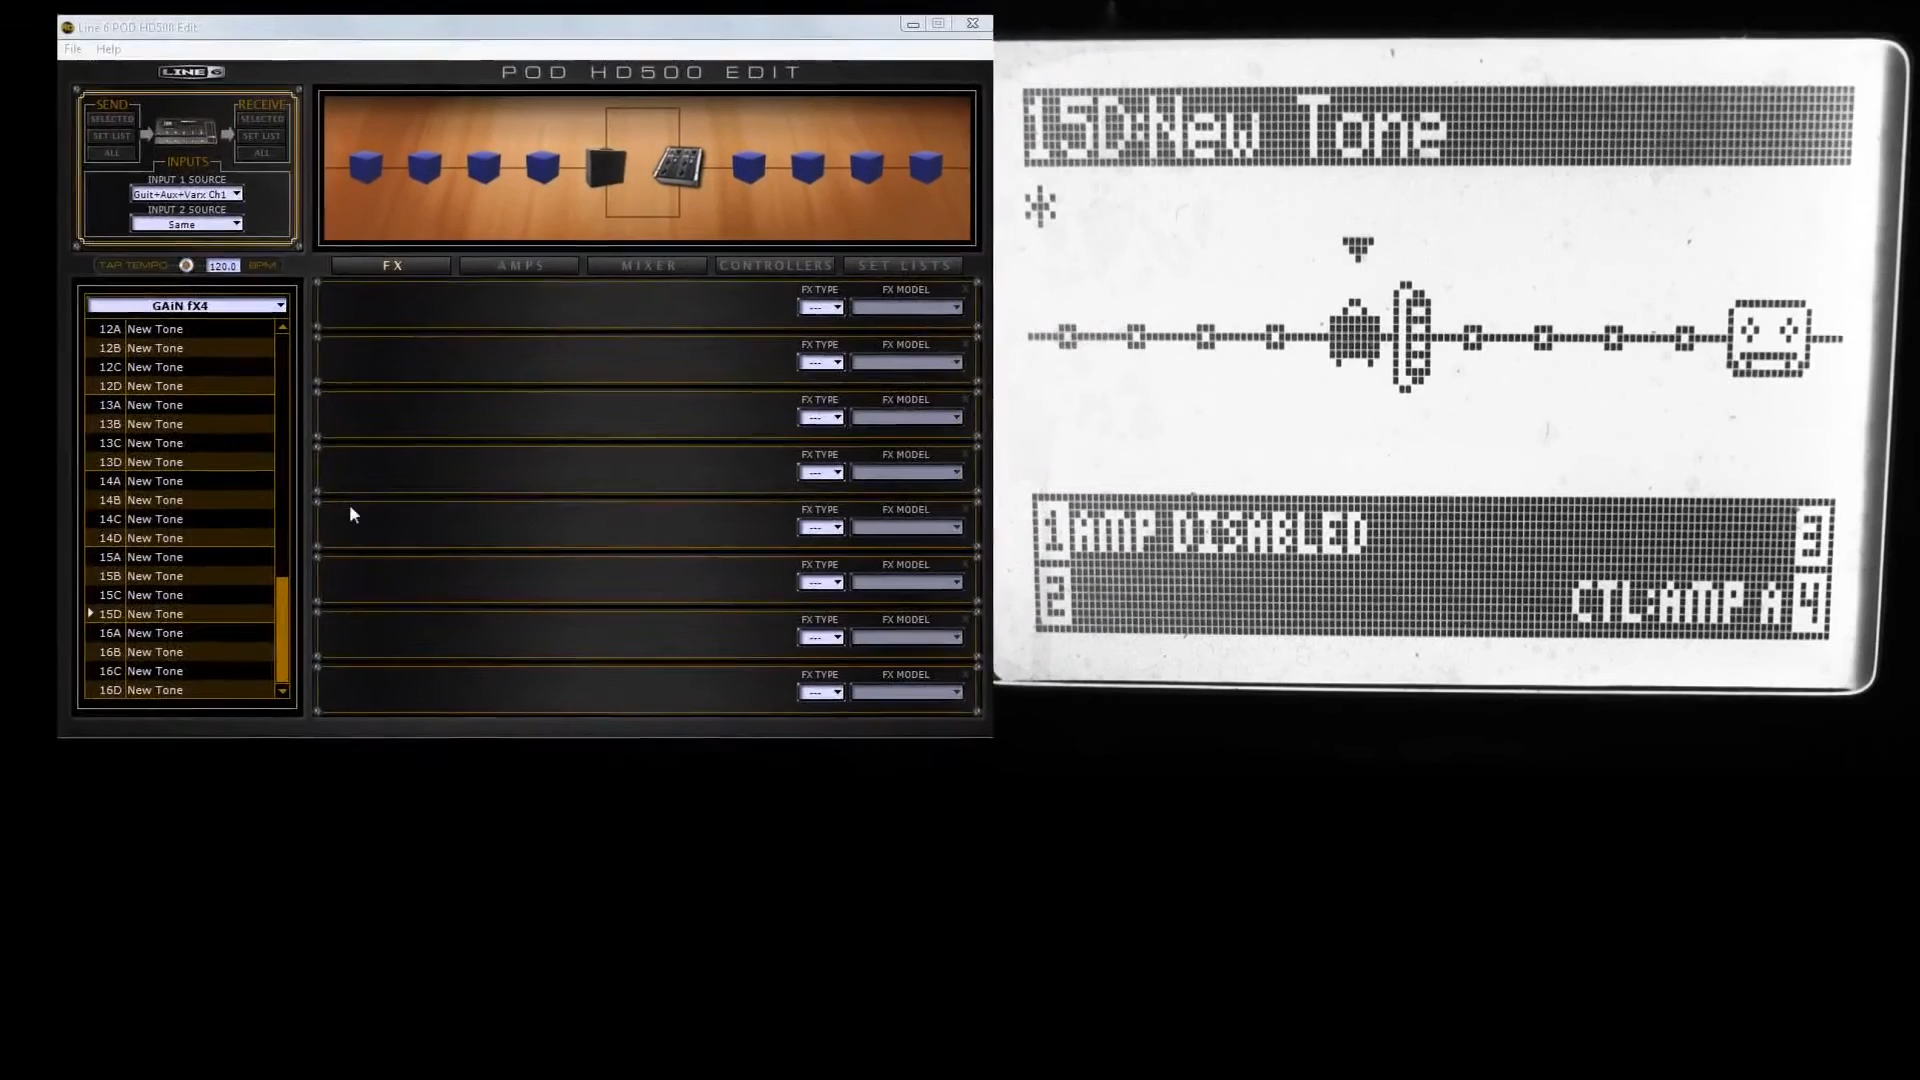 Line 6 POD HD500 Edit
File Help
LINE 6
POD HD500 EDIT
SEND
RECEIVE
SELECTED
SELECTED
SET LIST
SET LIST
ALL
ALL
INPUTS
INPUT 1 SOURCE
Guit+Aux+Varx Ch1
INPUT 2 SOURCE
Same
TAP TEMPO 120.0 BPM
FX AMPS MIXER CONTROLLERS SET LISTS
GAiN fX4
12A New Tone
12B New Tone
12C New Tone
12D New Tone
13A New Tone
13B New Tone
13C New Tone
13D New Tone
14A New Tone
14B New Tone
14C New Tone
14D New Tone
15A New Tone
15B New Tone
15C New Tone
15D New Tone
16A New Tone
16B New Tone
16C New Tone
16D New Tone
FX TYPE FX MODEL
---
FX TYPE FX MODEL
---
FX TYPE FX MODEL
---
FX TYPE FX MODEL
---
FX TYPE FX MODEL
---
FX TYPE FX MODEL
---
FX TYPE FX MODEL
---
FX TYPE FX MODEL
---
15D:New Tone
*
1 AMP DISABLED 3
2 CTL:AMP A 4